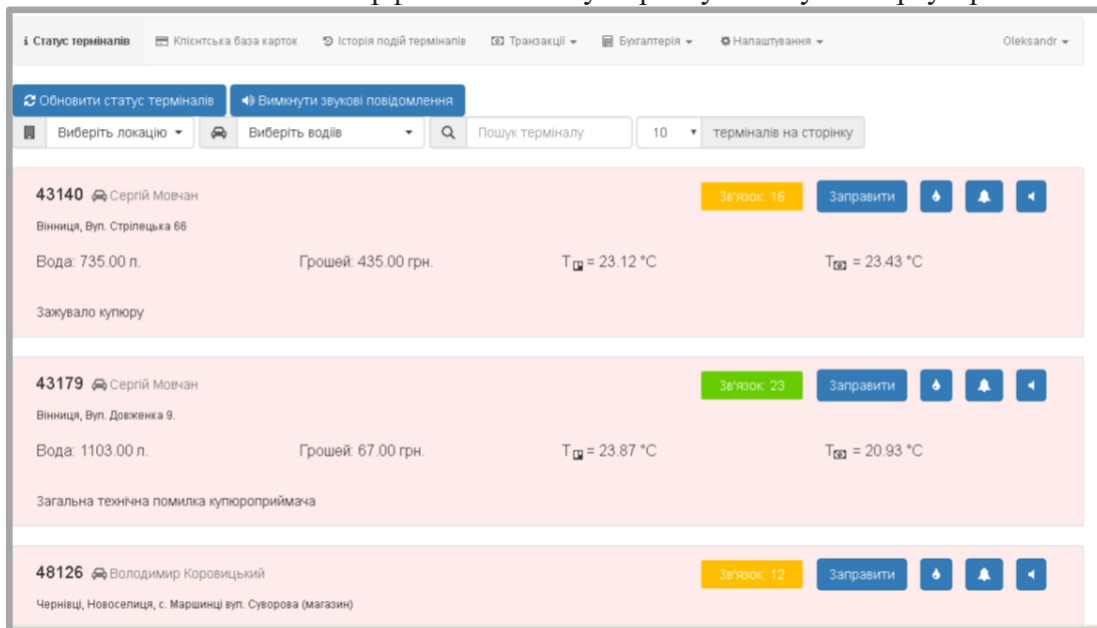 Статус терміналів Клієнтська база карток Історія подій терміналів Транзакції Бухгалтерія Налаштування Oleksandr
Обновити статус терміналів Вимкнути звукові повідомлення
Виберіть локацію Виберіть водіїв Пошук терміналу 10 терміналів на сторінку
43140 Сергій Мовчан Зв'язок: 16 Заправити
Вінниця, Вул. Стрілецька 66
Вода: 735.00 л. Грошей: 435.00 грн. T = 23.12 °C T = 23.43 °C
Зажувало купюру
43179 Сергій Мовчан Зв'язок: 23 Заправити
Вінниця, Вул. Довженка 9.
Вода: 1103.00 л. Грошей: 67.00 грн. T = 23.87 °C T = 20.93 °C
Загальна технічна помилка купюроприймача
48126 Володимир Коровицький Зв'язок: 12 Заправити
Чернівці, Новоселиця, с. Маршинці вул. Суворова (магазин)